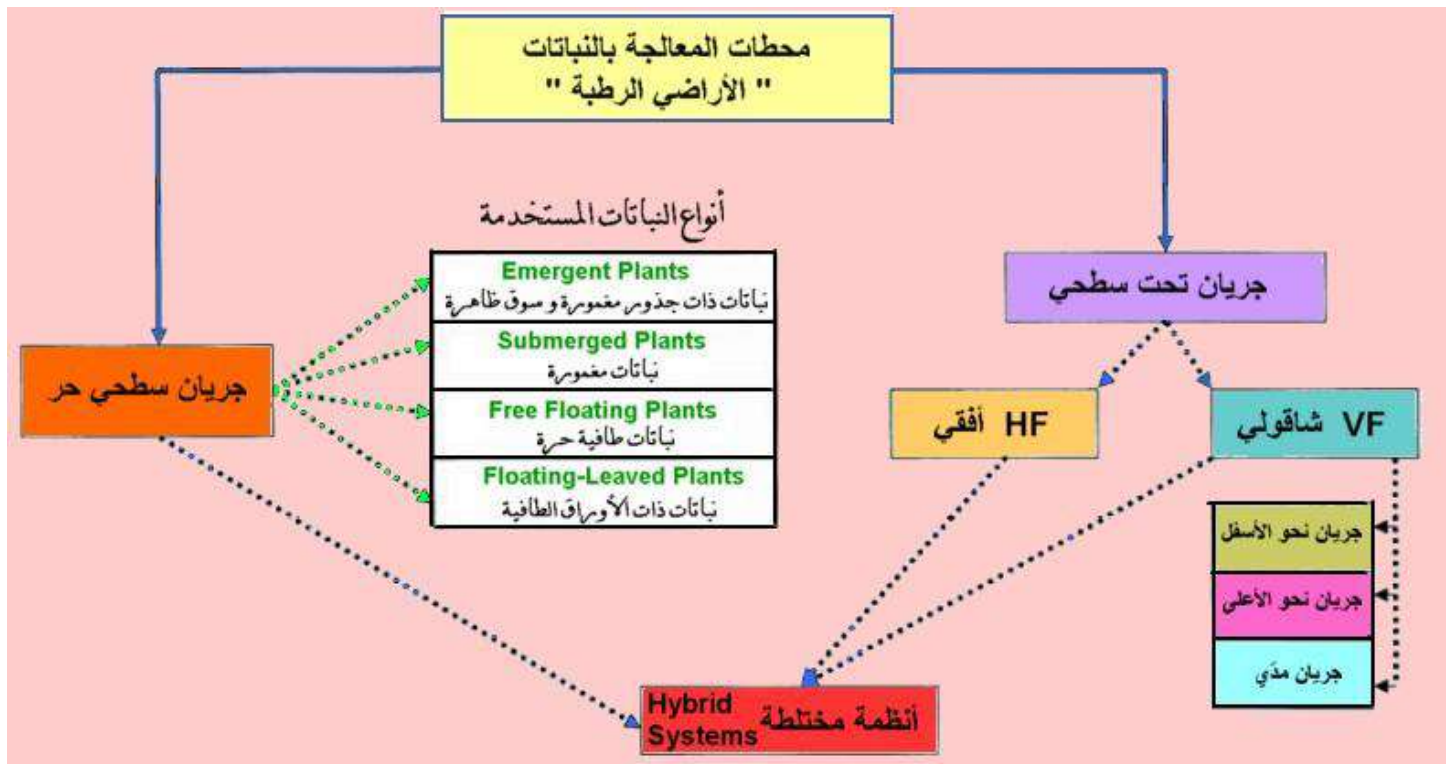 محطات المعالجة بالنباتات
" الأراضي الرطبة "
أنواع النباتات المستخدمة
Emergent Plants
نباتات ذات جذور مغمورة و سوق ظاهرة
Submerged Plants
نباتات مغمورة
Free Floating Plants
نباتات طافية حرة
Floating-Leaved Plants
نباتات ذات الأوراق الطافية
جريان تحت سطحي
جريان سطحي حر
VF شاقولي
HF أفقي
جريان نحو الأسفل
جريان نحو الأعلى
جريان مدّي
أنظمة مختلطة
Hybrid
Systems